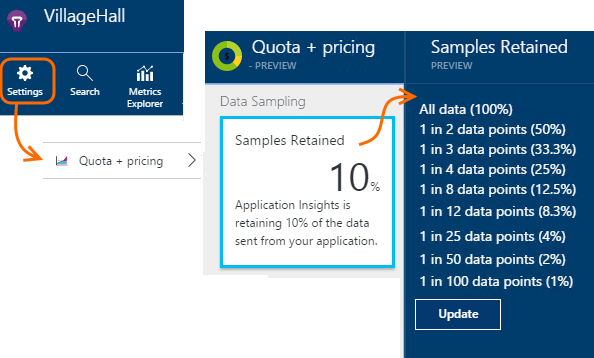 VillageHall
Settings
Search
Metrics
Explorer
Quota + pricing
Quota + pricing
- PREVIEW
Data Sampling
Samples Retained
10%
Application Insights is
retaining 10% of the data
sent from your application.
Samples Retained
PREVIEW
All data (100%)
1 in 2 data points (50%)
1 in 3 data points (33.3%)
1 in 4 data points (25%)
1 in 8 data points (12.5%)
1 in 12 data points (8.3%)
1 in 25 data points (4%)
1 in 50 data points (2%)
1 in 100 data points (1%)
Update